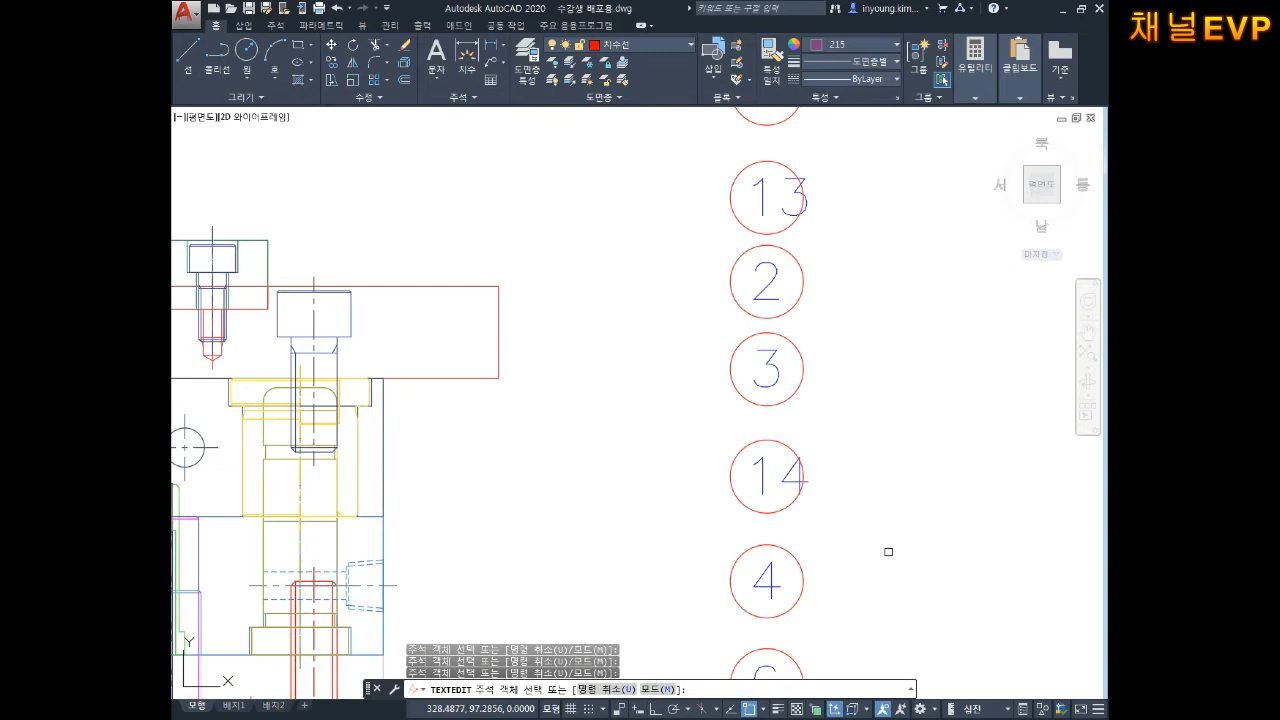 채널EVP
Autodesk AutoCAD 2020 수강생 배포용.dwg
키워드 또는 구절 입력
inyoung.kim...
홈 삽입 주석 파라메트릭 뷰 관리 출력 애드인 공동 작업 주요 응용프로그램
선 폴리선 원 호
문자 치수
도면층 특성
지수선
삽입
특성 일치
215
도면층별
ByLayer
그룹
유틸리티
클립보드
기준
그리기 수정 주석 도면층 블록 특성 그룹 뷰
[-][평면도][2D 와이어프레임]
북
서 평면도 동
남
미지정
13
2
3
14
4
Y
X
주석 객체 선택 또는 [명령 취소(U)/모드(M)]:
주석 객체 선택 또는 [명령 취소(U)/모드(M)]:
주석 객체 선택 또는 [명령 취소(U)/모드(M)]:
TEXTEDIT 주석 객체 선택 또는 [명령 취소(U) 모드(M)]:
모형 배치1 배치2 +
328.4877, 97.2856, 0.0000 모형
십진